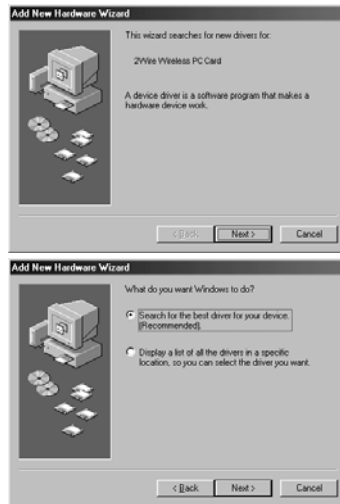 Add New Hardware Wizard
This wizard searches for new drivers for:
2Wire Wireless PC Card
A device driver is a software program that makes a
hardware device work.
< Back
Next >
Cancel
Add New Hardware Wizard
What do you want Windows to do?
Search for the best driver for your device.
(Recommended).
Display a list of all the drivers in a specific
location, so you can select the driver you want.
< Back
Next >
Cancel